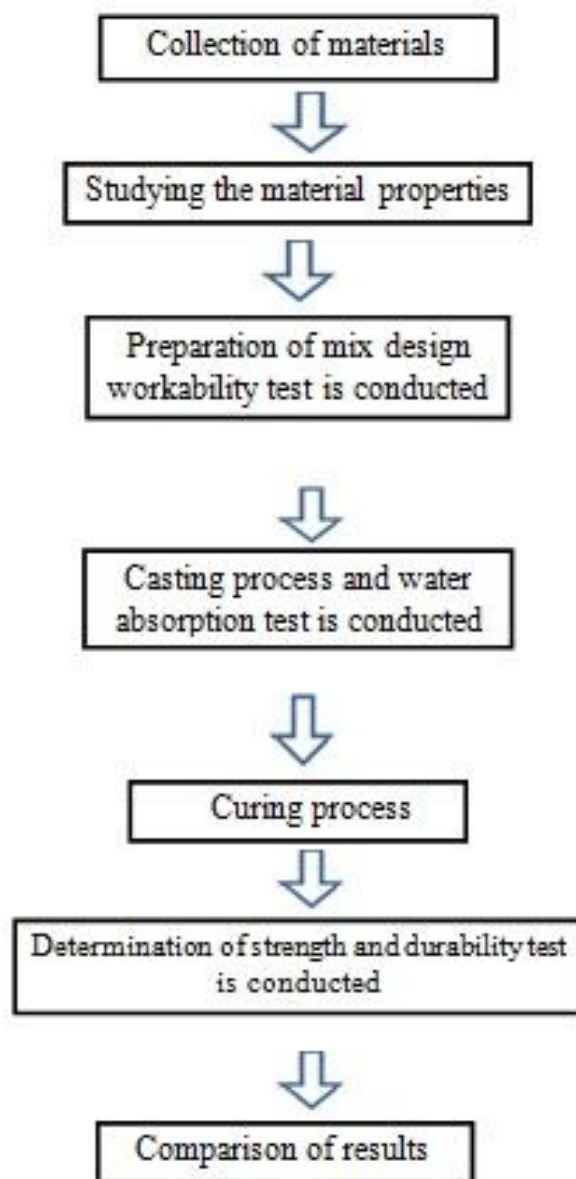 Collection of materials
Studying the material properties
Preparation of mix design
workability test is conducted
Casting process and water
absorption test is conducted
Curing process
Determination of strength and durability test
is conducted
Comparison of results